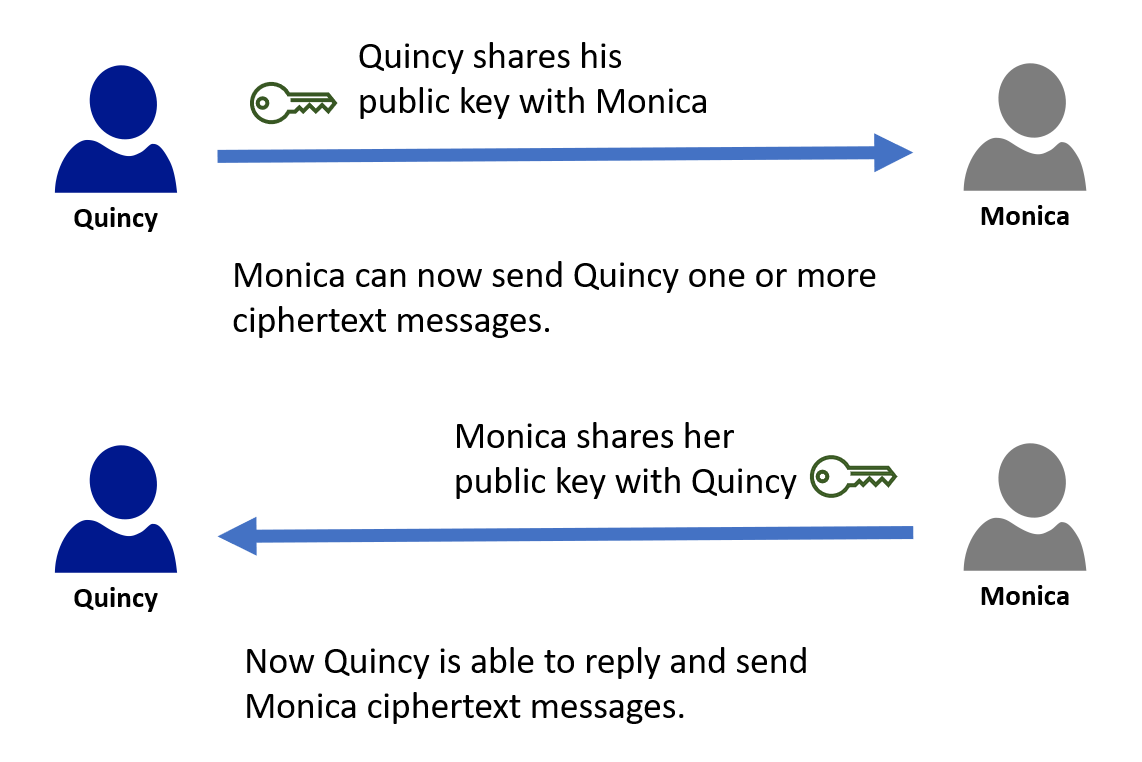 Quincy shares his
public key with Monica
Quincy
Monica
Monica can now send Quincy one or more
ciphertext messages.
Monica shares her
public key with Quincy
Quincy
Monica
Now Quincy is able to reply and send
Monica ciphertext messages.